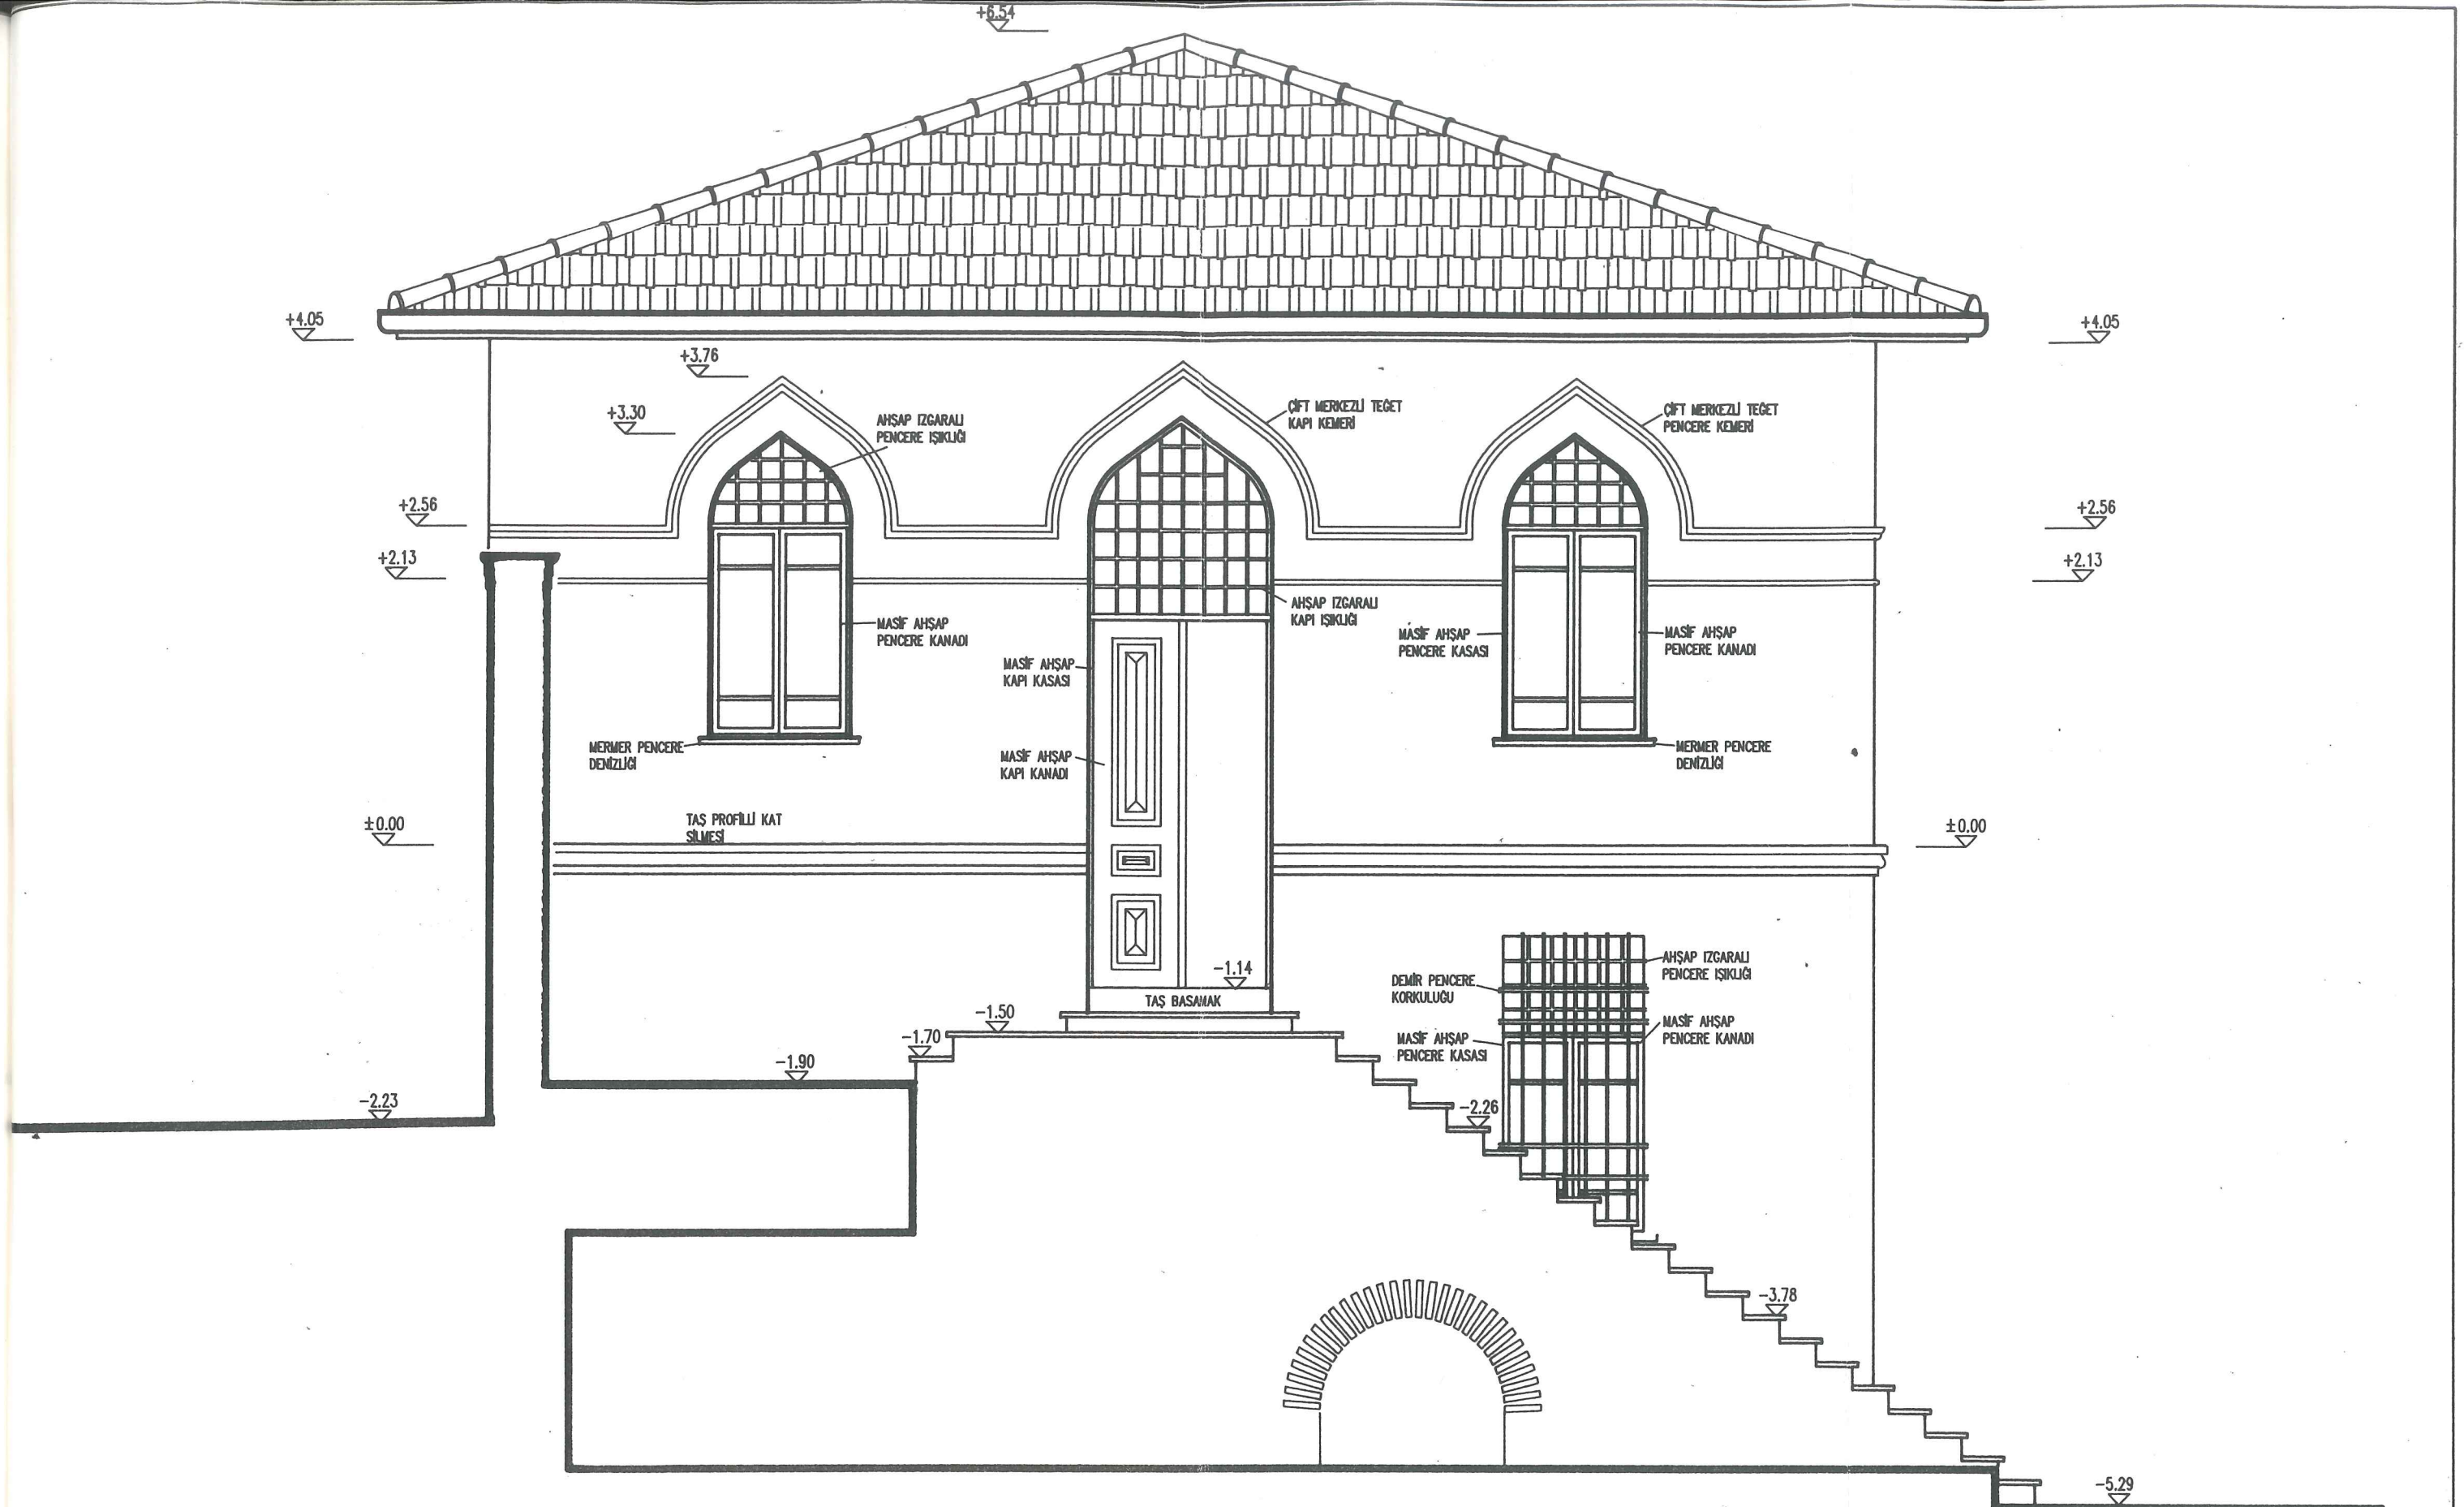 +6.54
+4.05
+4.05
+3.76
+3.30
AHŞAP IZGARALI
PENCERE IŞIKLIĞI
ÇİFT MERKEZLİ TEĞET
KAPI KEMERİ
ÇİFT MERKEZLİ TEĞET
PENCERE KEMERİ
+2.56
+2.56
+2.13
+2.13
AHŞAP IZGARALI
KAPI IŞIKLIĞI
MASİF AHŞAP
PENCERE KANADI
MASİF AHŞAP
PENCERE KASASI
MASİF AHŞAP
PENCERE KANADI
MASİF AHŞAP
KAPI KASASI
MERMER PENCERE
DENİZLİĞİ
MASİF AHŞAP
KAPI KANADI
MERMER PENCERE
DENİZLİĞİ
±0.00
TAŞ PROFİLLİ KAT
SİLMESİ
±0.00
AHŞAP IZGARALI
PENCERE IŞIKLIĞI
-1.14
DEMİR PENCERE
KORKULUĞU
TAŞ BASAMAK
-1.50
MASİF AHŞAP
PENCERE KANADI
-1.70
MASİF AHŞAP
PENCERE KASASI
-1.90
-2.23
-2.26
-3.78
-5.29